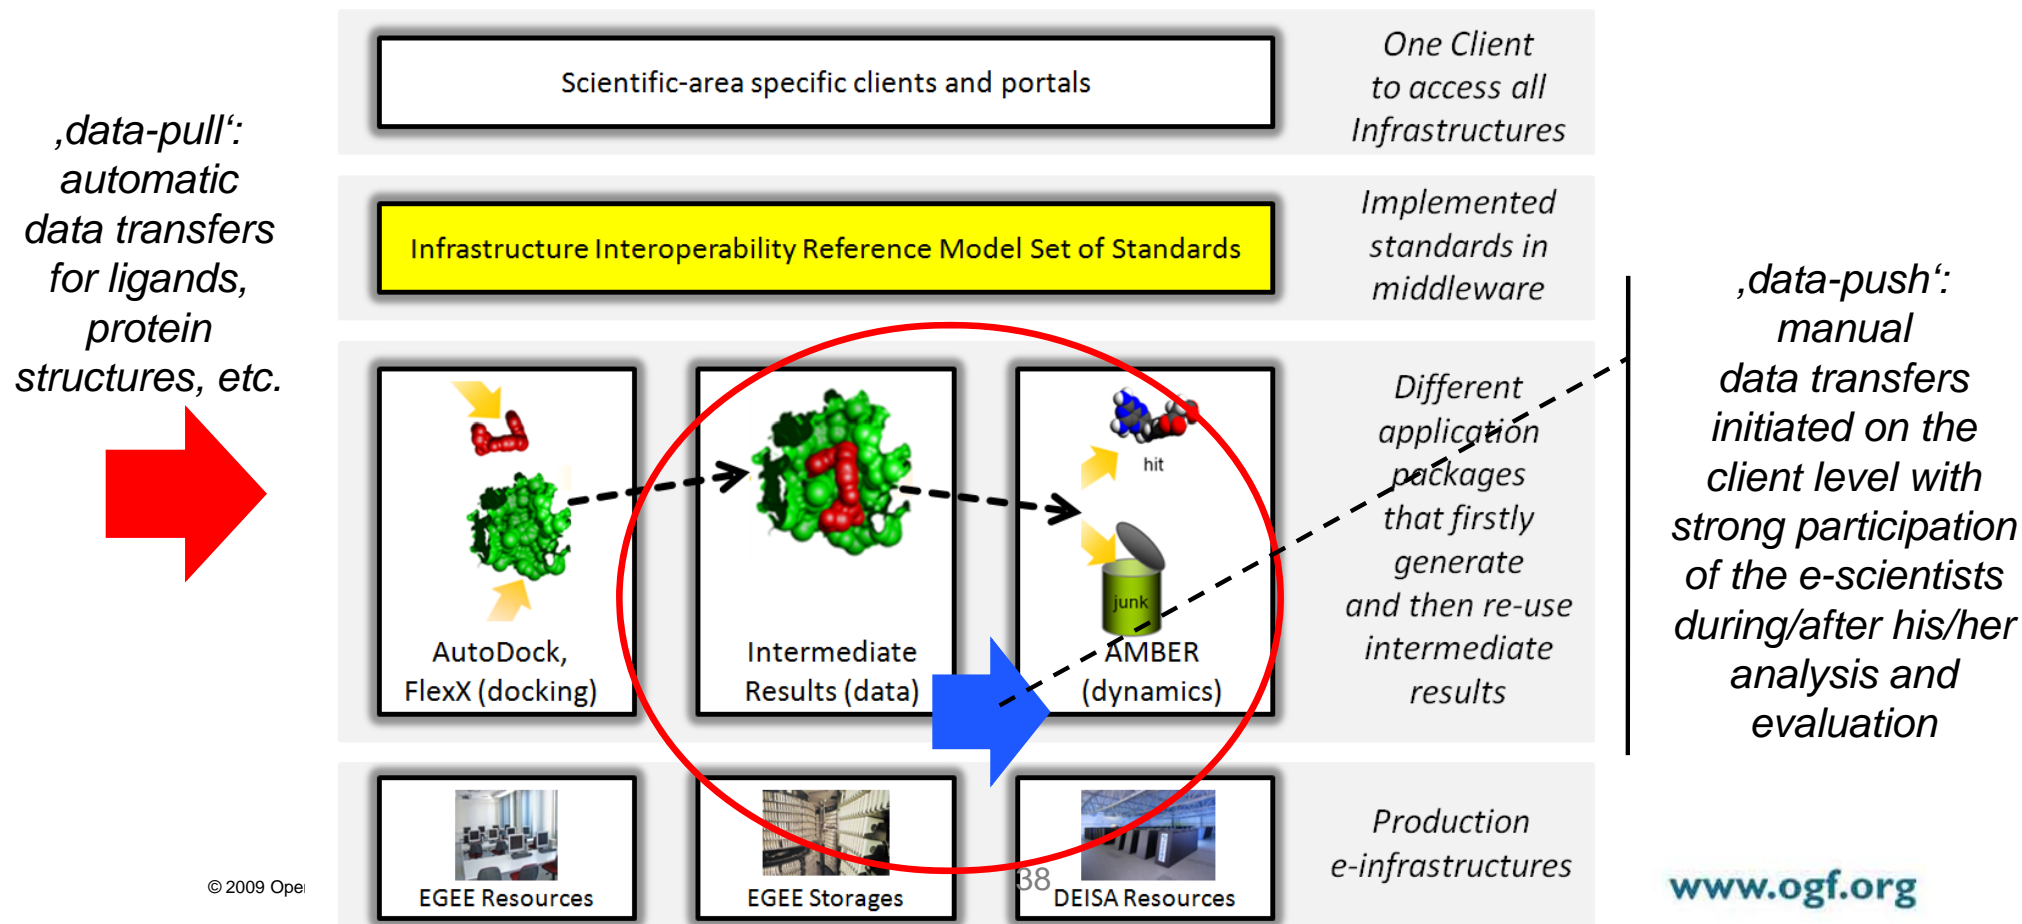 ‚data-pull‘:
automatic
data transfers
for ligands,
protein
structures, etc.
Scientific-area specific clients and portals
One Client
to access all
Infrastructures
Infrastructure Interoperability Reference Model Set of Standards
Implemented
standards in
middleware
hit
junk
AutoDock,
FlexX (docking)
Intermediate
Results (data)
AMBER
(dynamics)
Different
application
packages
that firstly
generate
and then re-use
intermediate
results
‚data-push‘:
manual
data transfers
initiated on the
client level with
strong participation
of the e-scientists
during/after his/her
analysis and
evaluation
EGEE Resources
EGEE Storages
DEISA Resources
Production
e-infrastructures
© 2009
38
www.ogf.org